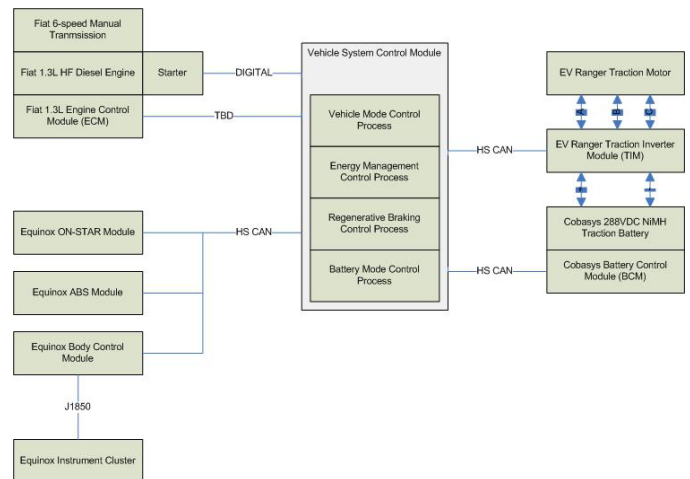 Fiat 6-speed Manual
Tranmsission
Fiat 1.3L HF Diesel Engine
Starter
DIGITAL
Fiat 1.3L Engine Control
Module (ECM)
TBD
Vehicle System Control Module
Vehicle Mode Control
Process
Energy Management
Control Process
Regenerative Braking
Control Process
Battery Mode Control
Process
HS CAN
HS CAN
EV Ranger Traction Motor
A
B
C
EV Ranger Traction Inverter
Module (TIM)
+
-
Cobasys 288VDC NiMH
Traction Battery
Cobasys Battery Control
Module (BCM)
Equinox ON-STAR Module
HS CAN
Equinox ABS Module
Equinox Body Control
Module
J1850
Equinox Instrument Cluster